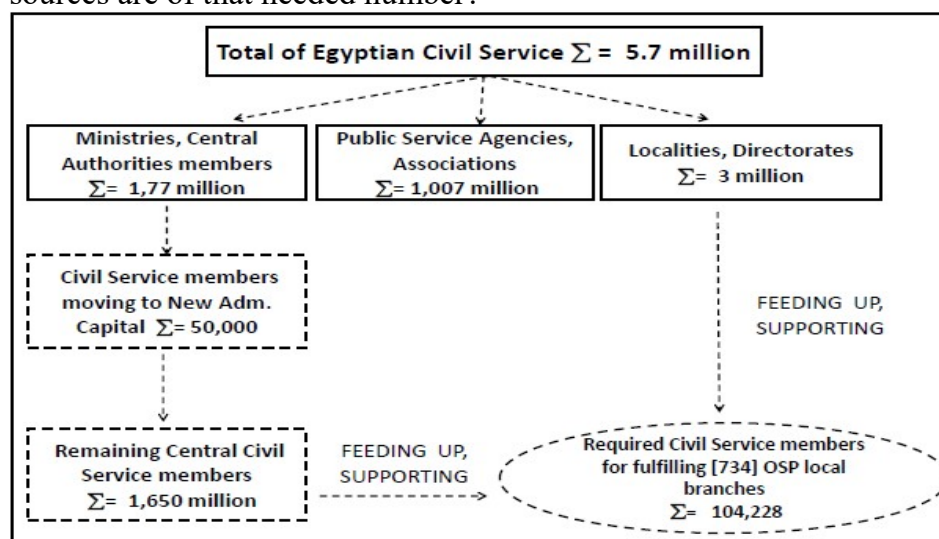 sources are of that needed number?
Total of Egyptian Civil Service ∑ = 5.7 million
Ministries, Central
Authorities members
∑= 1,77 million
Public Service Agencies,
Associations
∑= 1,007 million
Localities, Directorates
∑= 3 million
Civil Service members
moving to New Adm.
Capital ∑= 50,000
FEEDING UP,
SUPPORTING
Remaining Central Civil
Service members
∑= 1,650 million
FEEDING UP,
SUPPORTING
Required Civil Service members
for fulfilling [734] OSP local
branches
∑= 104,228